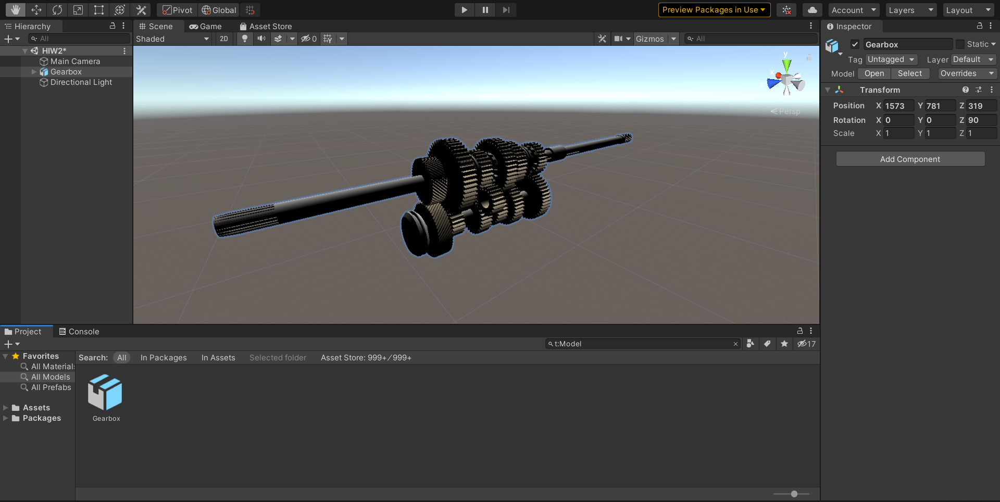 Pivot Global Preview Packages in Use Account Layers Layout
Hierarchy
All
HIW2*
Main Camera
Gearbox
Directional Light
Scene Game Asset Store
Shaded 2D 0 Gizmos All
y
x
z
Persp
Inspector
Gearbox Static
Tag Untagged Layer Default
Model Open Select Overrides
Transform
Position X 1573 Y 781 Z 319
Rotation X 0 Y 0 Z 90
Scale X 1 Y 1 Z 1
Add Component
Project Console
t:Model 17
Favorites
All Materials
All Models
All Prefabs
Assets
Packages
Search: All In Packages In Assets Selected folder Asset Store: 999+/999+
Gearbox